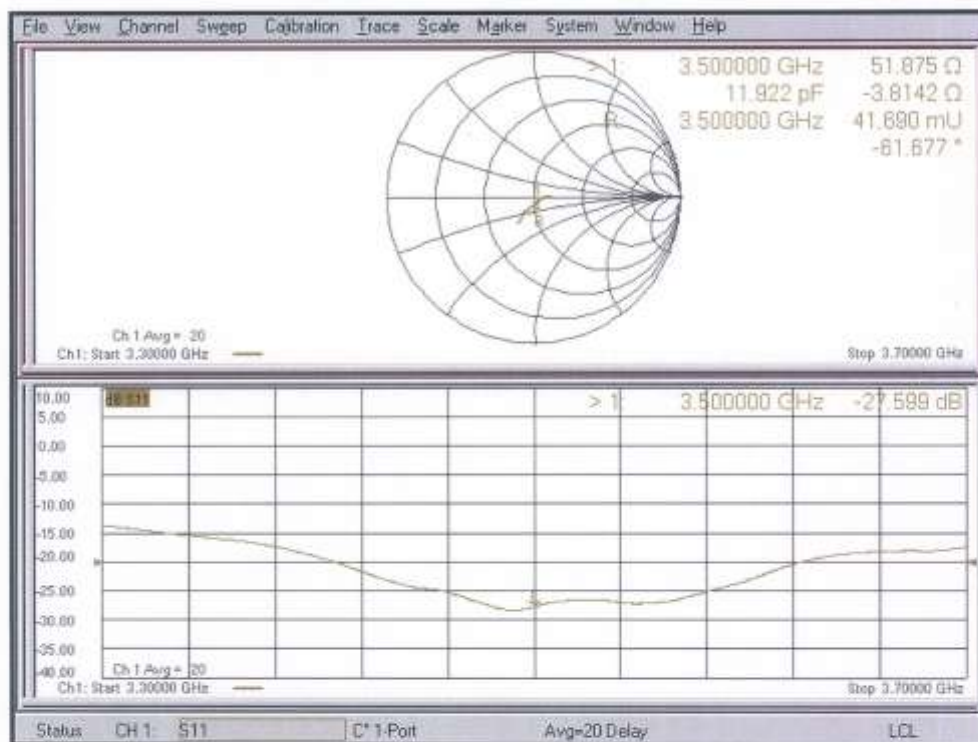 File View Channel Sweep Calibration Trace Scale Marker System Window Help
> 1: 3.500000 GHz 51.875 Ω
11.922 pF -3.8142 Ω
R: 3.500000 GHz 41.690 mU
-61.677 °
Ch 1 Avg = 20
Ch1: Start 3.30000 GHz
Stop 3.70000 GHz
10.00 dB S11 > 1: 3.500000 GHz -27.599 dB
5.00
0.00
-5.00
-10.00
-15.00
-20.00
-25.00
-30.00
-35.00
-40.00
Ch 1 Avg = 20
Ch1: Start 3.30000 GHz
Stop 3.70000 GHz
Status CH 1: S11 C* 1-Port Avg=20 Delay LCL